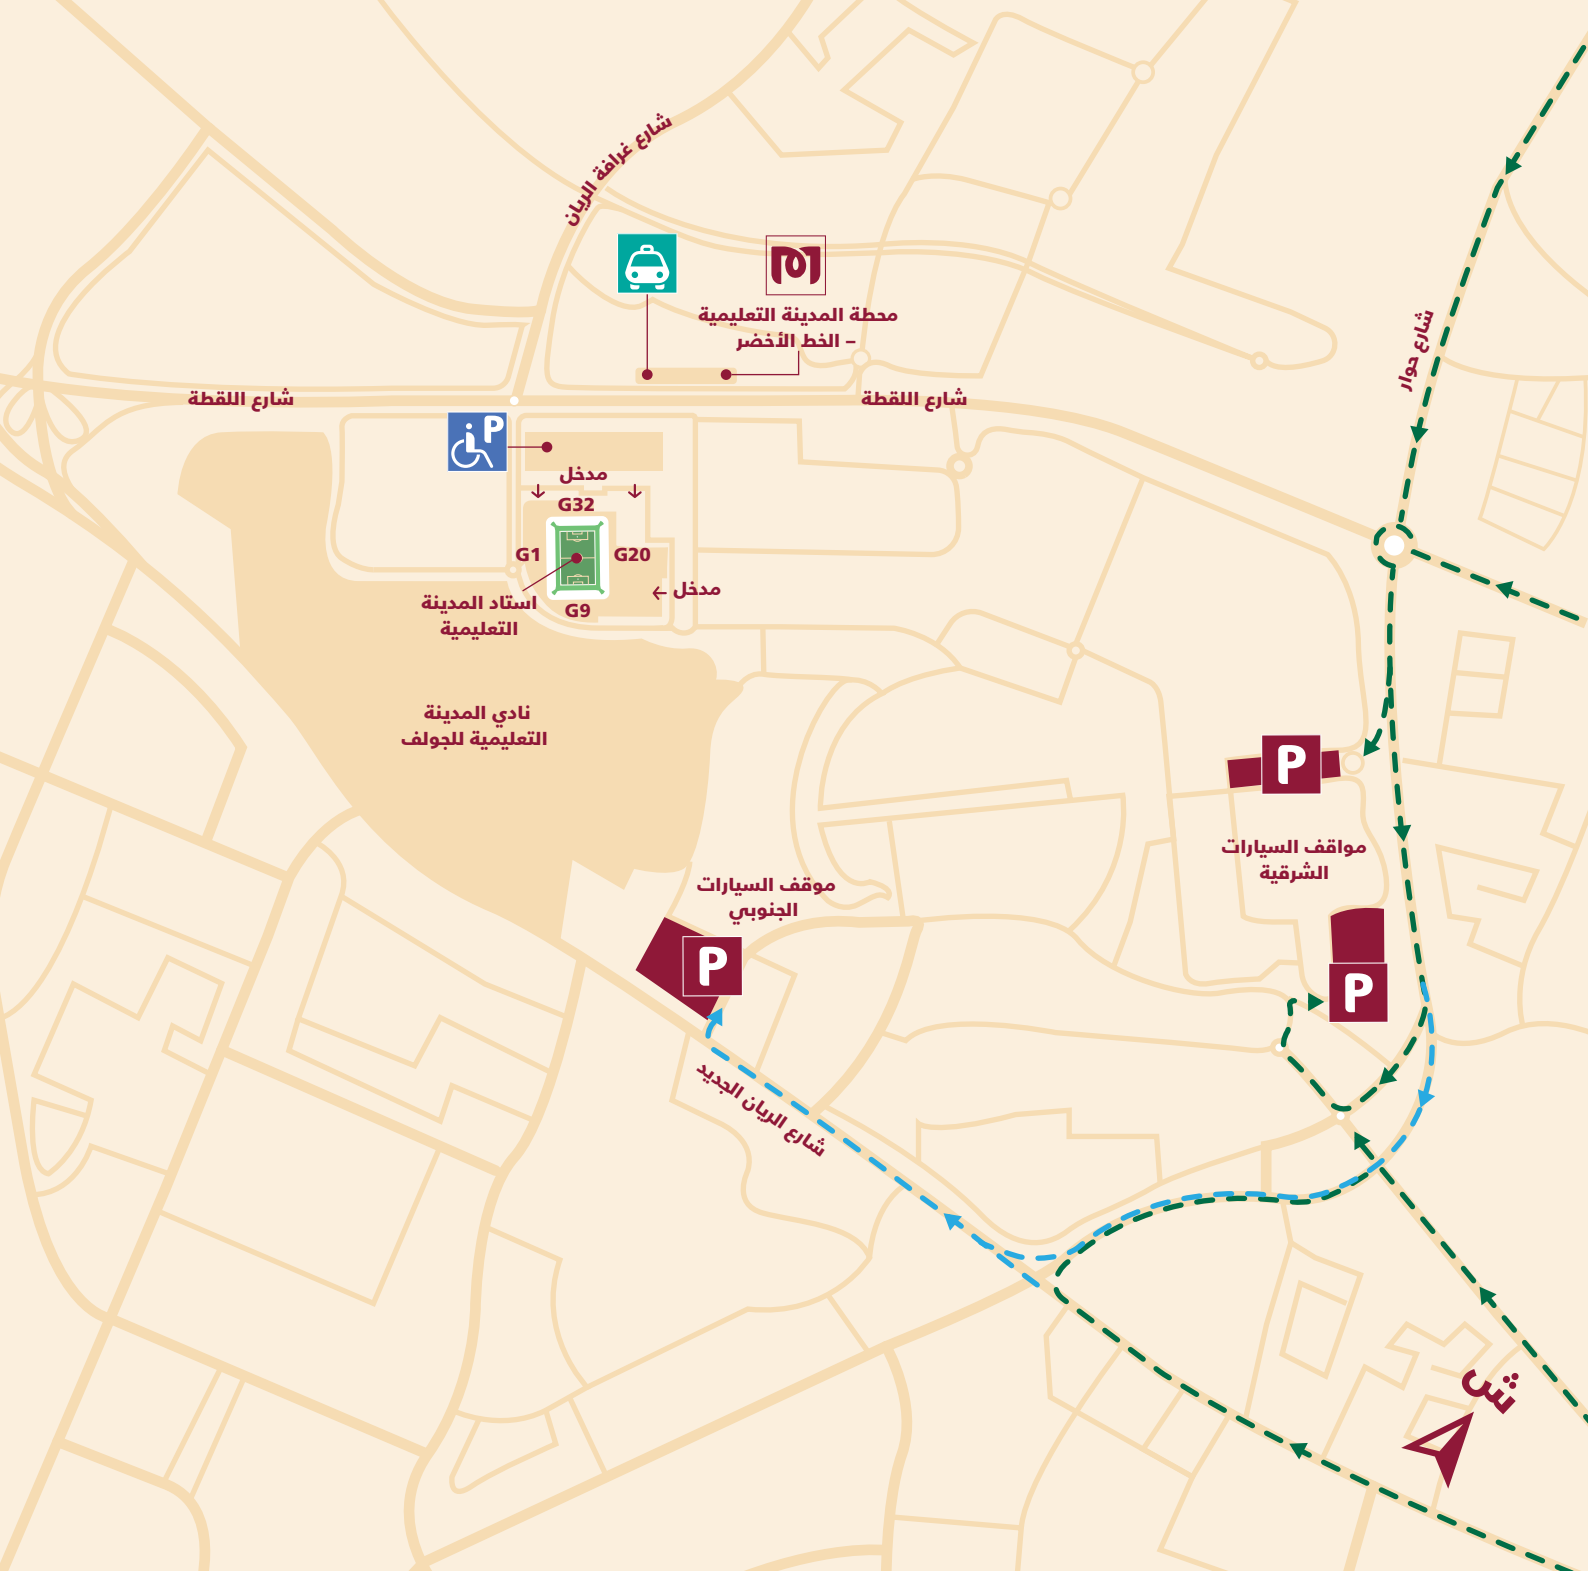 شارع غرافة الريان
محطة المدينة التعليمية
– الخط الأخضر
شارع حوار
شارع اللقطة
شارع اللقطة
P
مدخل
G32
G1
G20
مدخل
G9
استاد المدينة
التعليمية
نادي المدينة
التعليمية للجولف
P
مواقف السيارات
الشرقية
موقف السيارات
الجنوبي
P
P
شارع الريان الجديد
ش